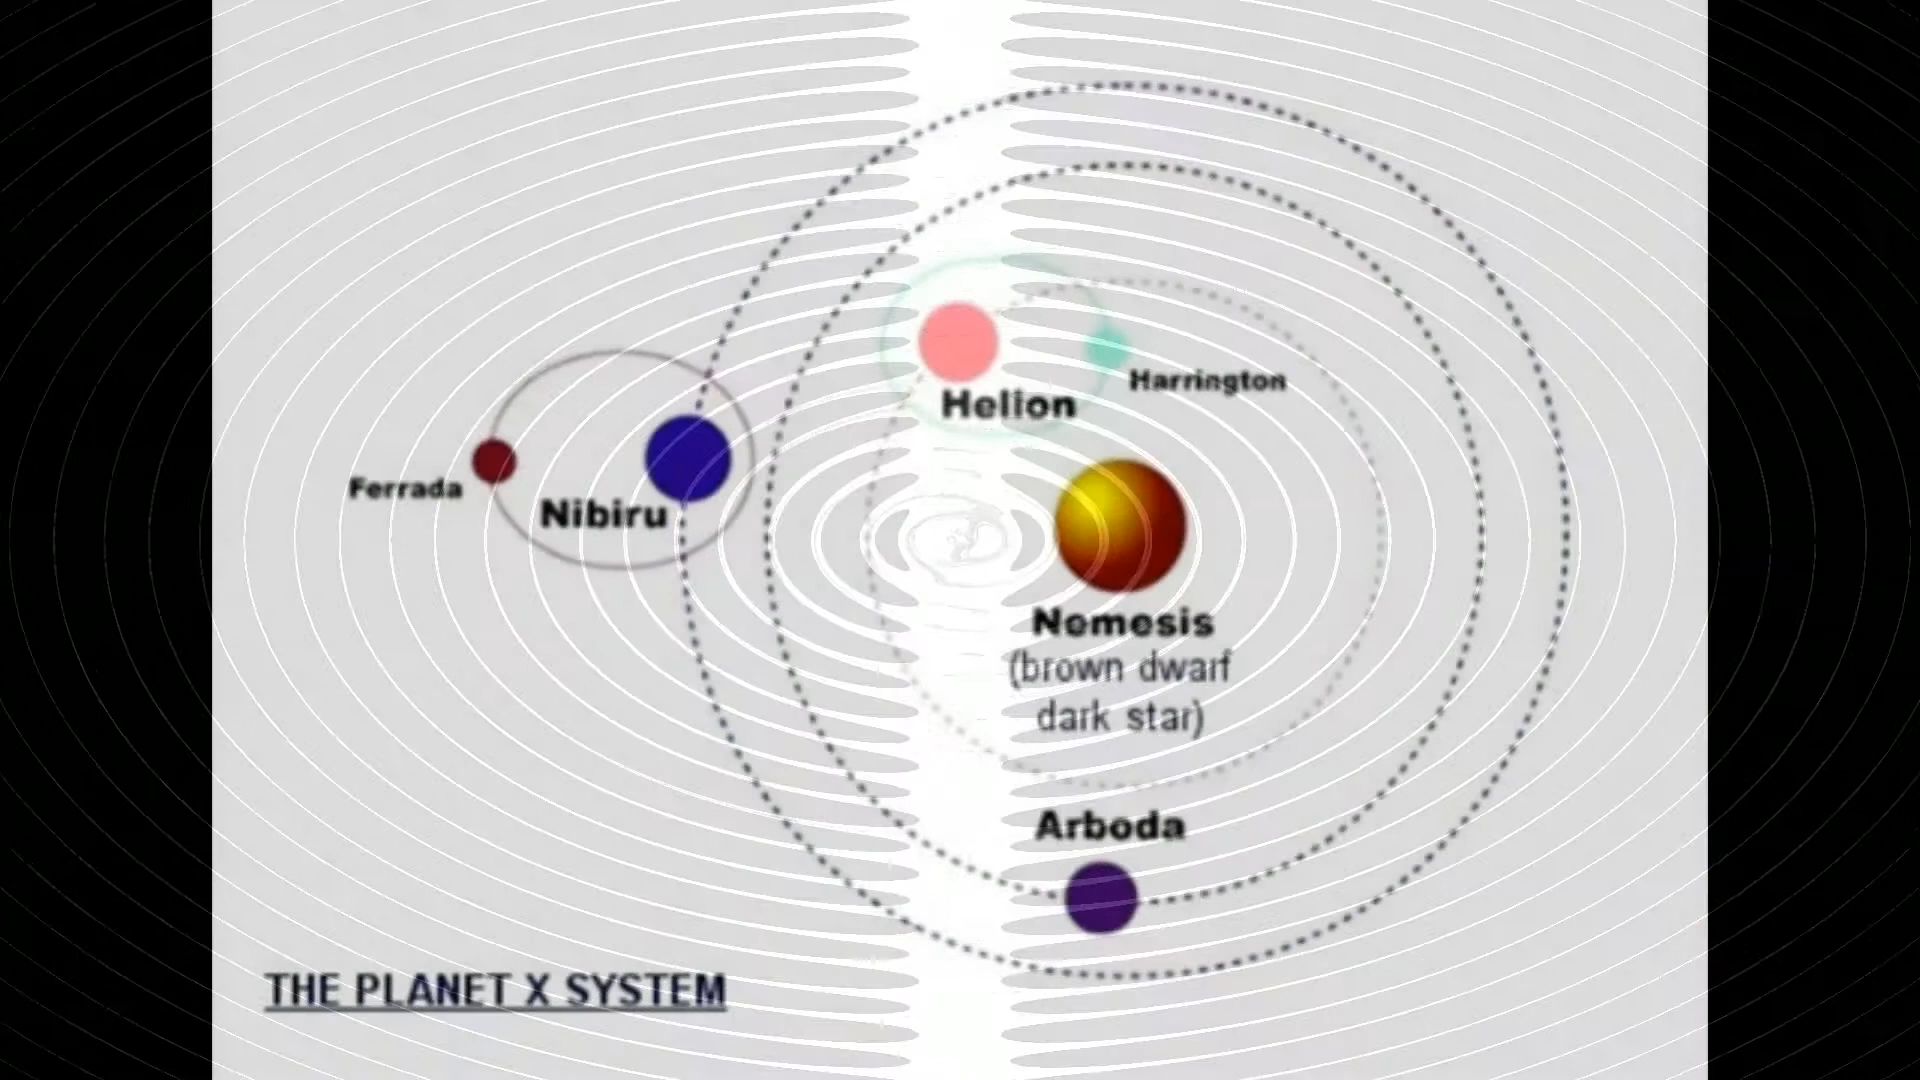 Harrington
Helion
Ferrada
Nibiru
Nemesis
(brown dwarf
dark star)
Arboda
THE PLANET X SYSTEM